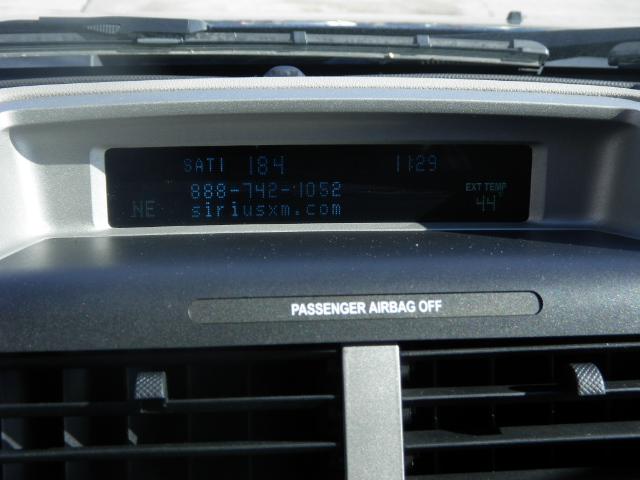 SAT1 184 11:29
888-742-1052 EXT TEMP
NE siriusxm.com 44°
PASSENGER AIRBAG OFF